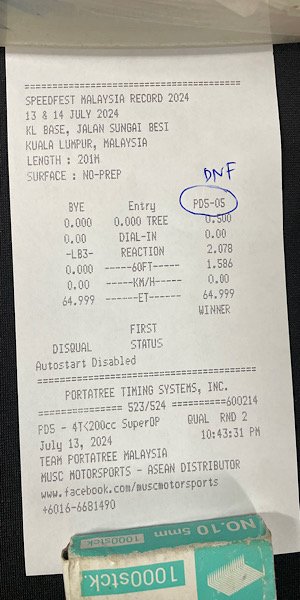 ==============================
SPEEDFEST MALAYSIA RECORD 2024
13 & 14 JULY 2024
KL BASE, JALAN SUNGAI BESI
KUALA LUMPUR, MALAYSIA
LENGTH : 201M
SURFACE : NO-PREP
DNF
BYE Entry PD5-05
0.000 0.000 TREE 0.500
0.00 DIAL-IN 0.00
-LB3- REACTION 2.078
0.000 -----60FT----- 1.586
0.00 -----KM/H----- 0.00
64.999 ------ET------ 64.999
WINNER
FIRST
DISQUAL STATUS
Autostart Disabled
==============================
PORTATREE TIMING SYSTEMS, INC.
============ 523/524 ==========600214
PD5 - 4T<200cc SuperOP QUAL RND 2
July 13, 2024 10:43:31 PM
TEAM PORTATREE MALAYSIA
MUSC MOTORSPORTS - ASEAN DISTRIBUTOR
www.facebook.com/muscmotorsports
+6016-6681490
NO.10 5mm
1000stck.
1000stck.